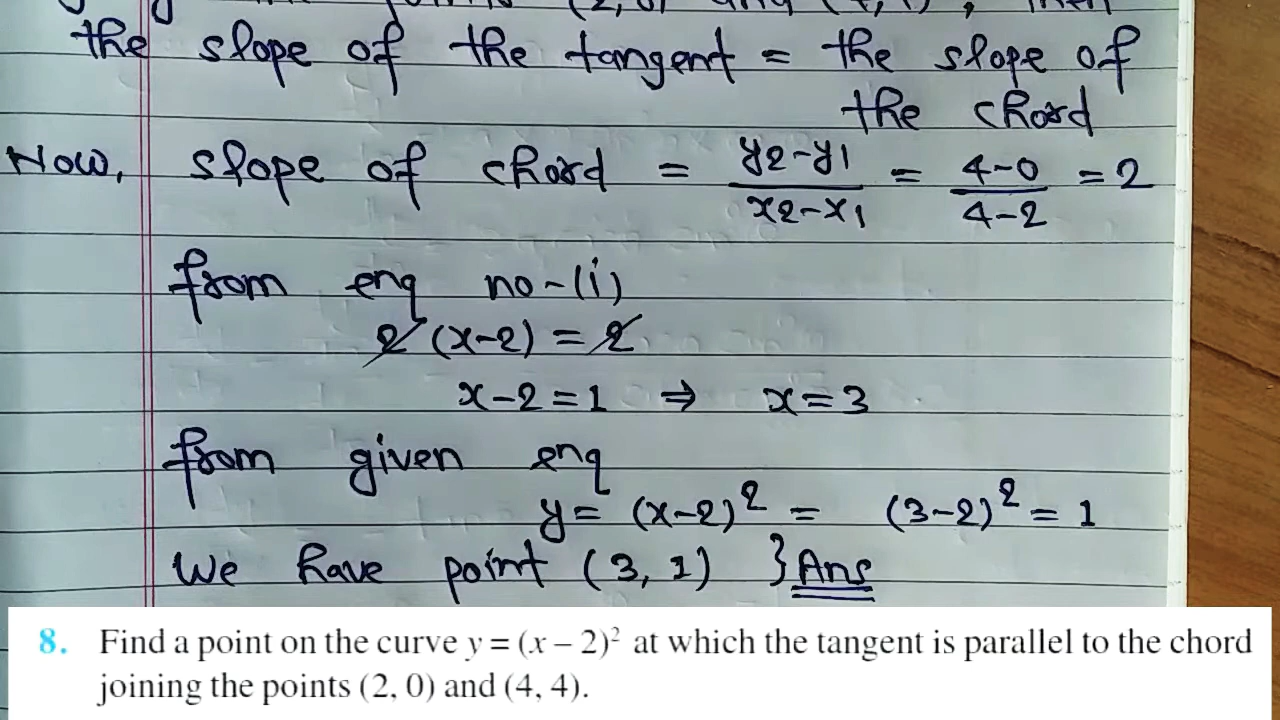 the slope of the tangent = the slope of
the chord
Now, slope of chord = y2-y1/x2-x1 = 4-0/4-2 = 2
from enq no-(i)
2(x-2) = 2
x-2 = 1 ⇒ x = 3
from given enq
y = (x-2)² = (3-2)² = 1
We have point (3, 1) } Ans
8. Find a point on the curve y = (x – 2)² at which the tangent is parallel to the chord
joining the points (2, 0) and (4, 4).